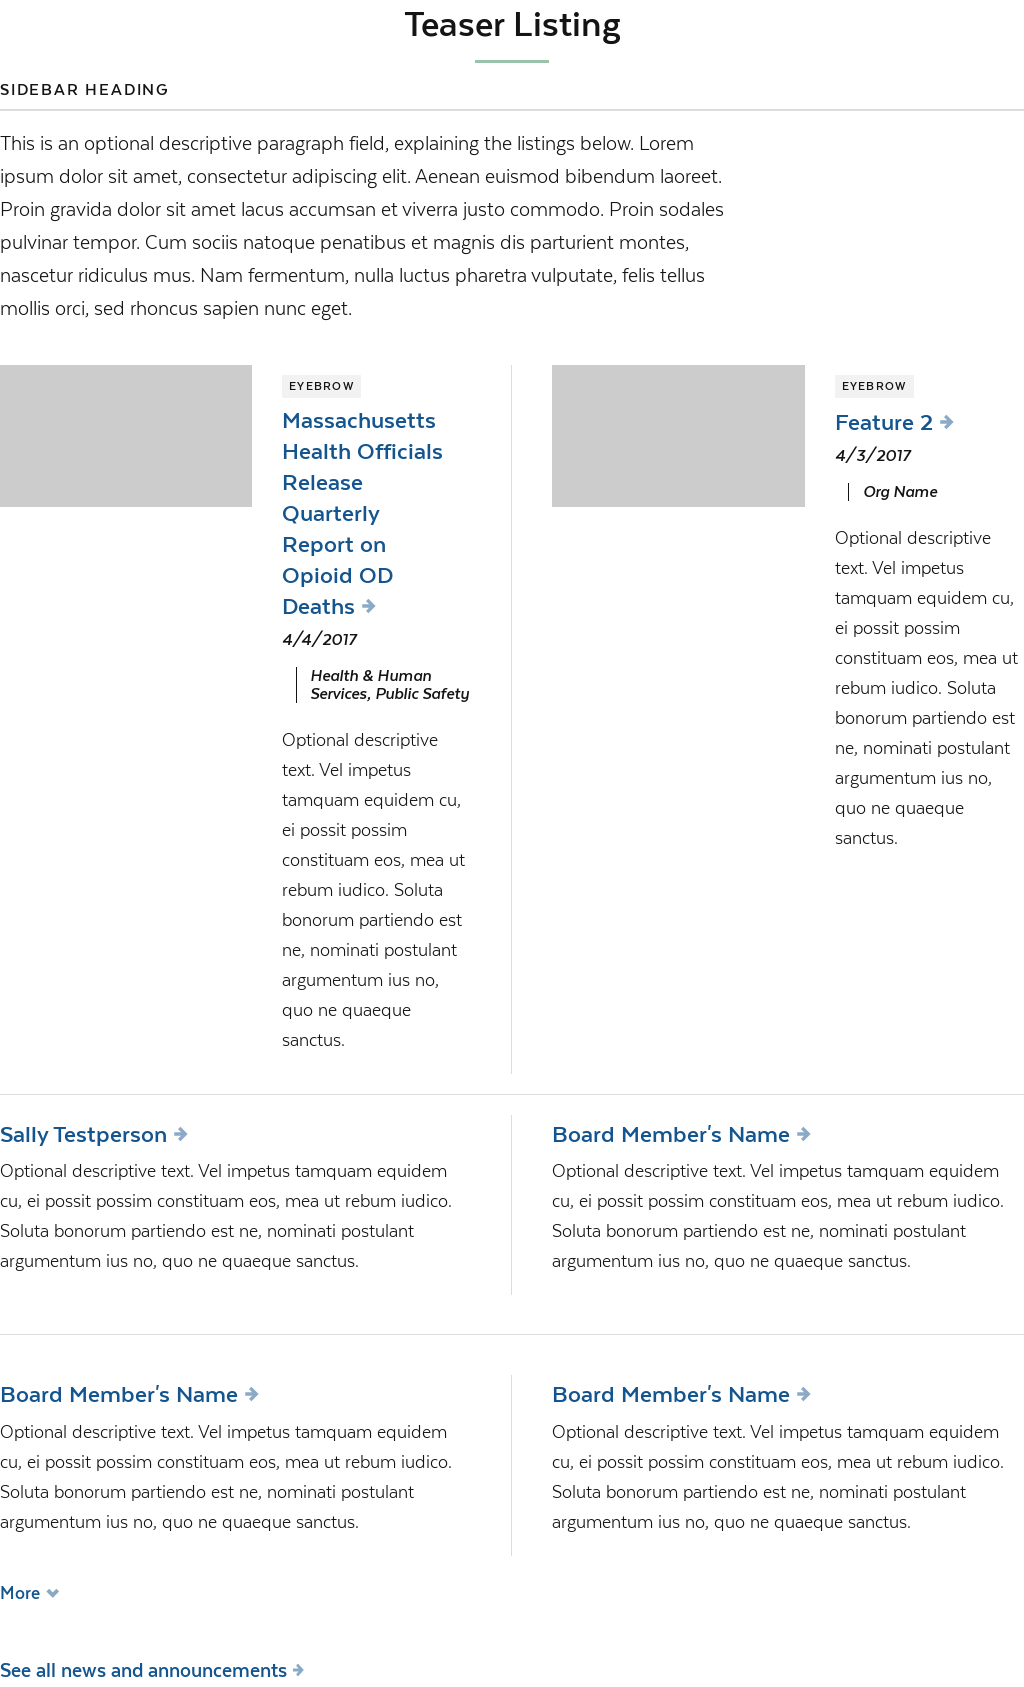 Teaser Listing
SIDEBAR HEADING
This is an optional descriptive paragraph field, explaining the listings below. Lorem
ipsum dolor sit amet, consectetur adipiscing elit. Aenean euismod bibendum laoreet.
Proin gravida dolor sit amet lacus accumsan et viverra justo commodo. Proin sodales
pulvinar tempor. Cum sociis natoque penatibus et magnis dis parturient montes,
nascetur ridiculus mus. Nam fermentum, nulla luctus pharetra vulputate, felis tellus
mollis orci, sed rhoncus sapien nunc eget.
EYEBROW
Massachusetts
Health Officials
Release
Quarterly
Report on
Opioid OD
Deaths
4/4/2017
Health & Human
Services, Public Safety
Optional descriptive
text. Vel impetus
tamquam equidem cu,
ei possit possim
constituam eos, mea ut
rebum iudico. Soluta
bonorum partiendo est
ne, nominati postulant
argumentum ius no,
quo ne quaeque
sanctus.
EYEBROW
Feature 2
4/3/2017
Org Name
Optional descriptive
text. Vel impetus
tamquam equidem cu,
ei possit possim
constituam eos, mea ut
rebum iudico. Soluta
bonorum partiendo est
ne, nominati postulant
argumentum ius no,
quo ne quaeque
sanctus.
Sally Testperson
Optional descriptive text. Vel impetus tamquam equidem
cu, ei possit possim constituam eos, mea ut rebum iudico.
Soluta bonorum partiendo est ne, nominati postulant
argumentum ius no, quo ne quaeque sanctus.
Board Member's Name
Optional descriptive text. Vel impetus tamquam equidem
cu, ei possit possim constituam eos, mea ut rebum iudico.
Soluta bonorum partiendo est ne, nominati postulant
argumentum ius no, quo ne quaeque sanctus.
Board Member's Name
Optional descriptive text. Vel impetus tamquam equidem
cu, ei possit possim constituam eos, mea ut rebum iudico.
Soluta bonorum partiendo est ne, nominati postulant
argumentum ius no, quo ne quaeque sanctus.
Board Member's Name
Optional descriptive text. Vel impetus tamquam equidem
cu, ei possit possim constituam eos, mea ut rebum iudico.
Soluta bonorum partiendo est ne, nominati postulant
argumentum ius no, quo ne quaeque sanctus.
More
See all news and announcements